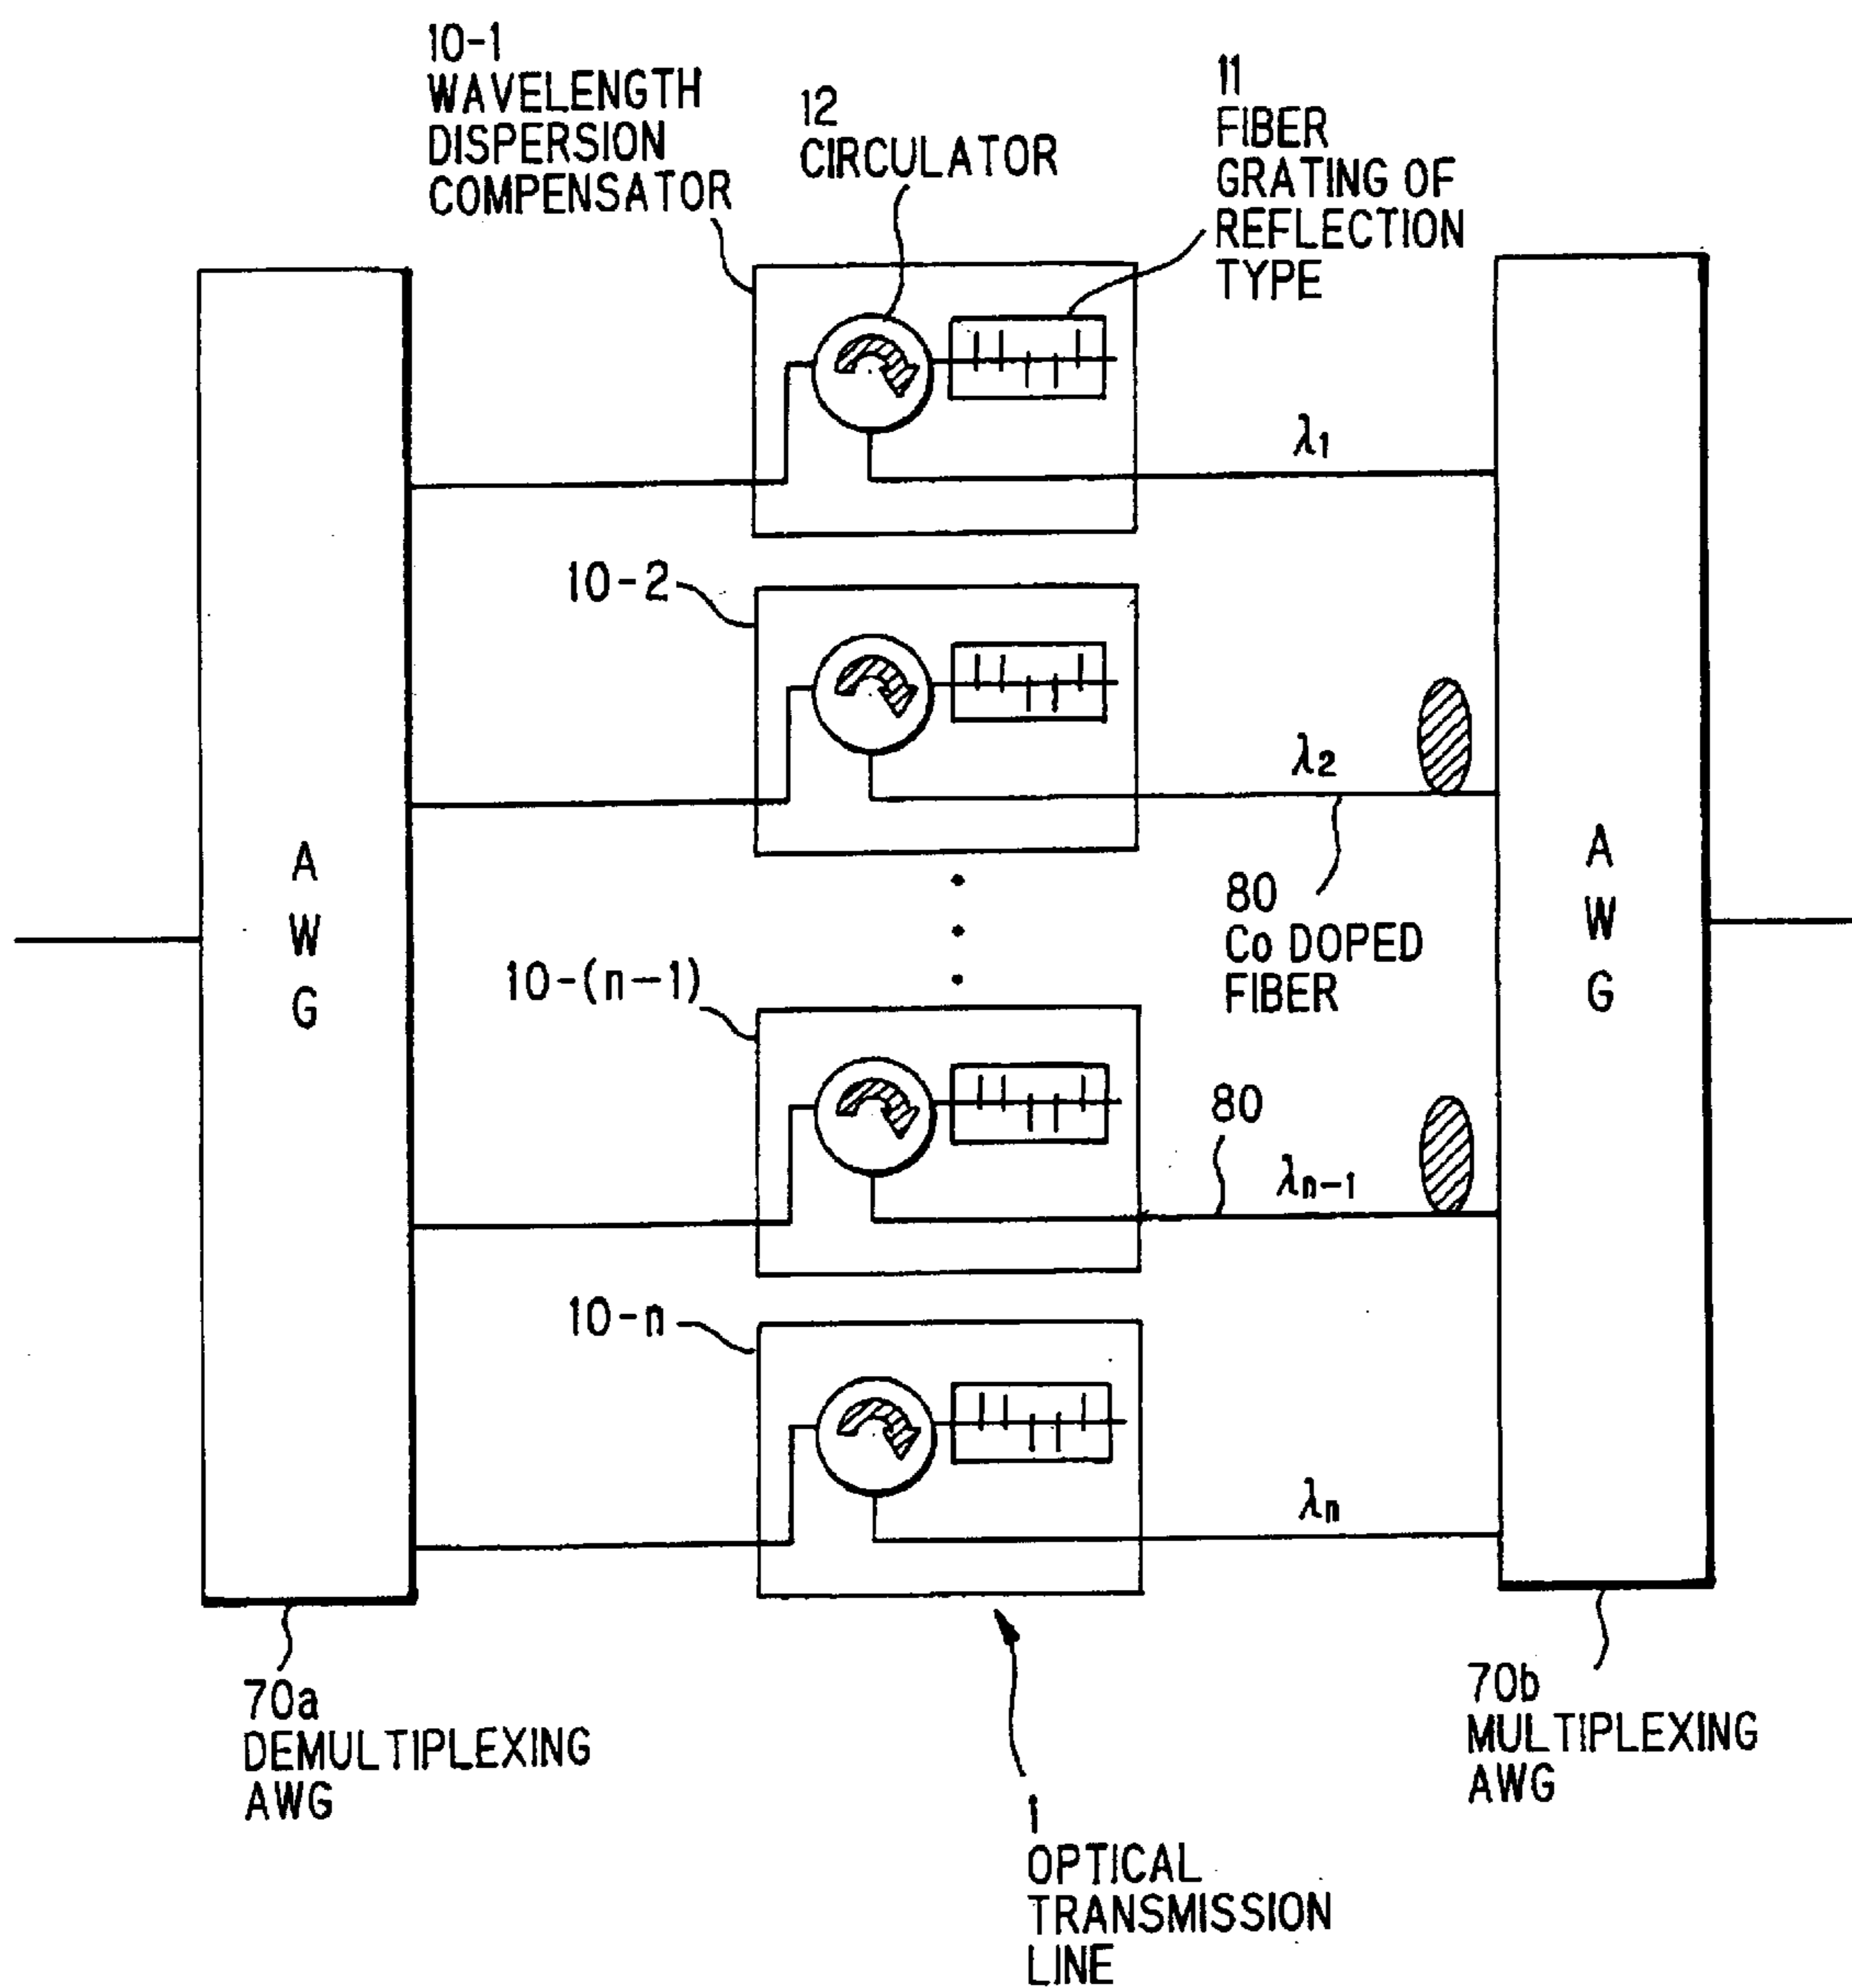 10-1
WAVELENGTH
DISPERSION
COMPENSATOR
12
CIRCULATOR
11
FIBER
GRATING OF
REFLECTION
TYPE
λ1
10-2
λ2
A
W
G
80
Co DOPED
FIBER
A
W
G
10-(n-1)
80
λn-1
10-n
λn
70a
DEMULTIPLEXING
AWG
1
OPTICAL
TRANSMISSION
LINE
70b
MULTIPLEXING
AWG